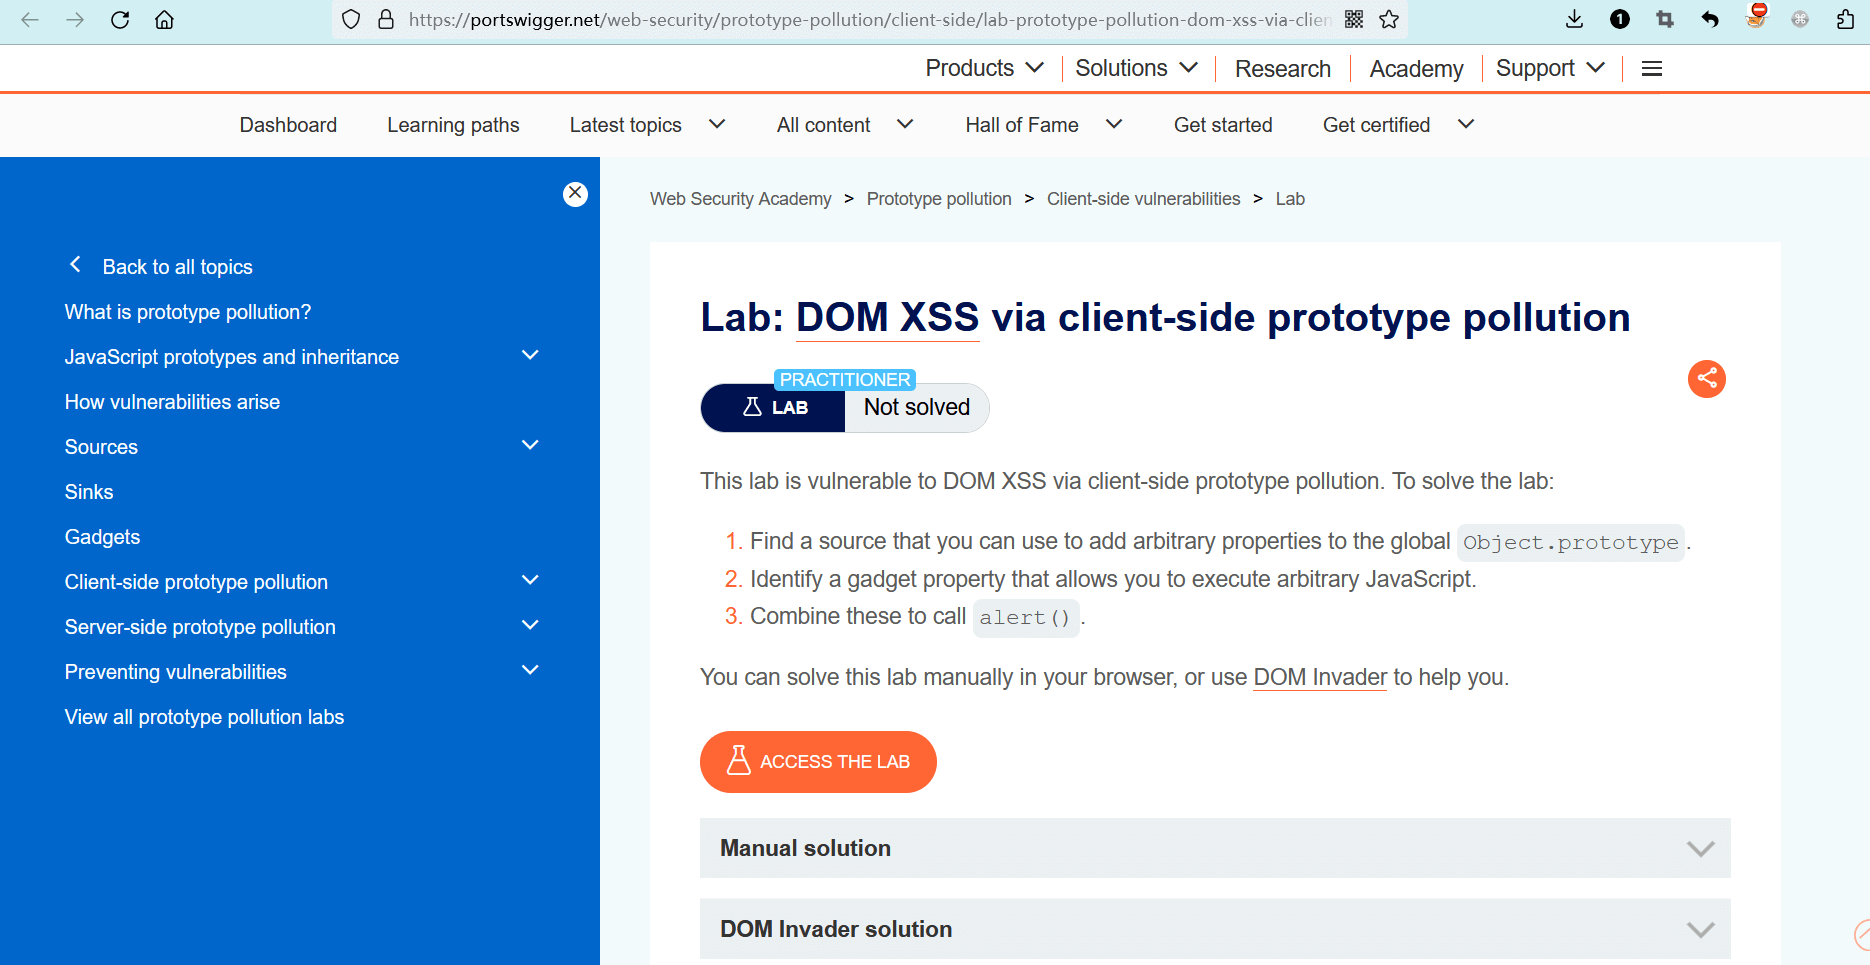 https://portswigger.net/web-security/prototype-pollution/client-side/lab-prototype-pollution-dom-xss-via-clien
1
Products Solutions Research Academy Support
Dashboard Learning paths Latest topics All content Hall of Fame Get started Get certified
Web Security Academy > Prototype pollution > Client-side vulnerabilities > Lab
Back to all topics
What is prototype pollution?
JavaScript prototypes and inheritance
How vulnerabilities arise
Sources
Sinks
Gadgets
Client-side prototype pollution
Server-side prototype pollution
Preventing vulnerabilities
View all prototype pollution labs
Lab: DOM XSS via client-side prototype pollution
PRACTITIONER
LAB Not solved
This lab is vulnerable to DOM XSS via client-side prototype pollution. To solve the lab:
1. Find a source that you can use to add arbitrary properties to the global Object.prototype.
2. Identify a gadget property that allows you to execute arbitrary JavaScript.
3. Combine these to call alert().
You can solve this lab manually in your browser, or use DOM Invader to help you.
ACCESS THE LAB
Manual solution
DOM Invader solution